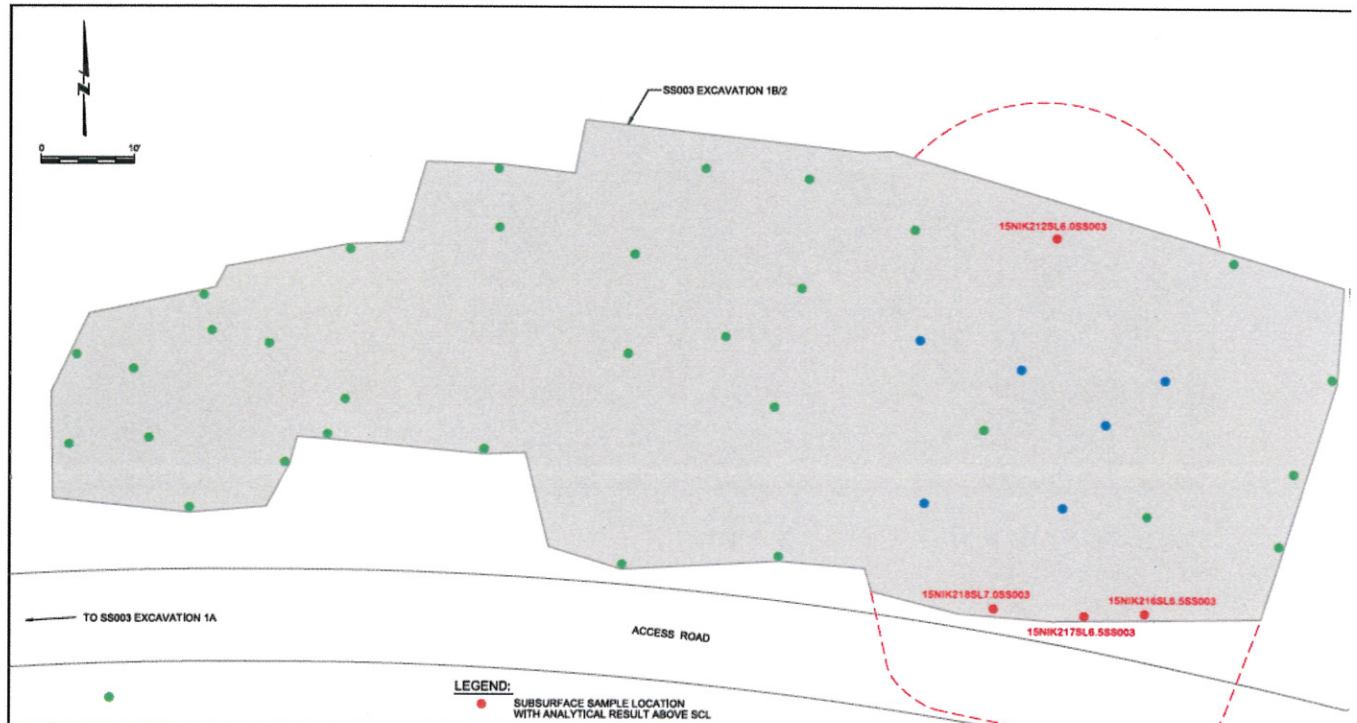 N
0 10'
SS003 EXCAVATION 1B/2
15NIK212SL6.0SS003
15NIK218SL7.0SS003
15NIK216SL6.5SS003
15NIK217SL6.5SS003
TO SS003 EXCAVATION 1A
ACCESS ROAD
LEGEND:
SUBSURFACE SAMPLE LOCATION
WITH ANALYTICAL RESULT ABOVE SCL